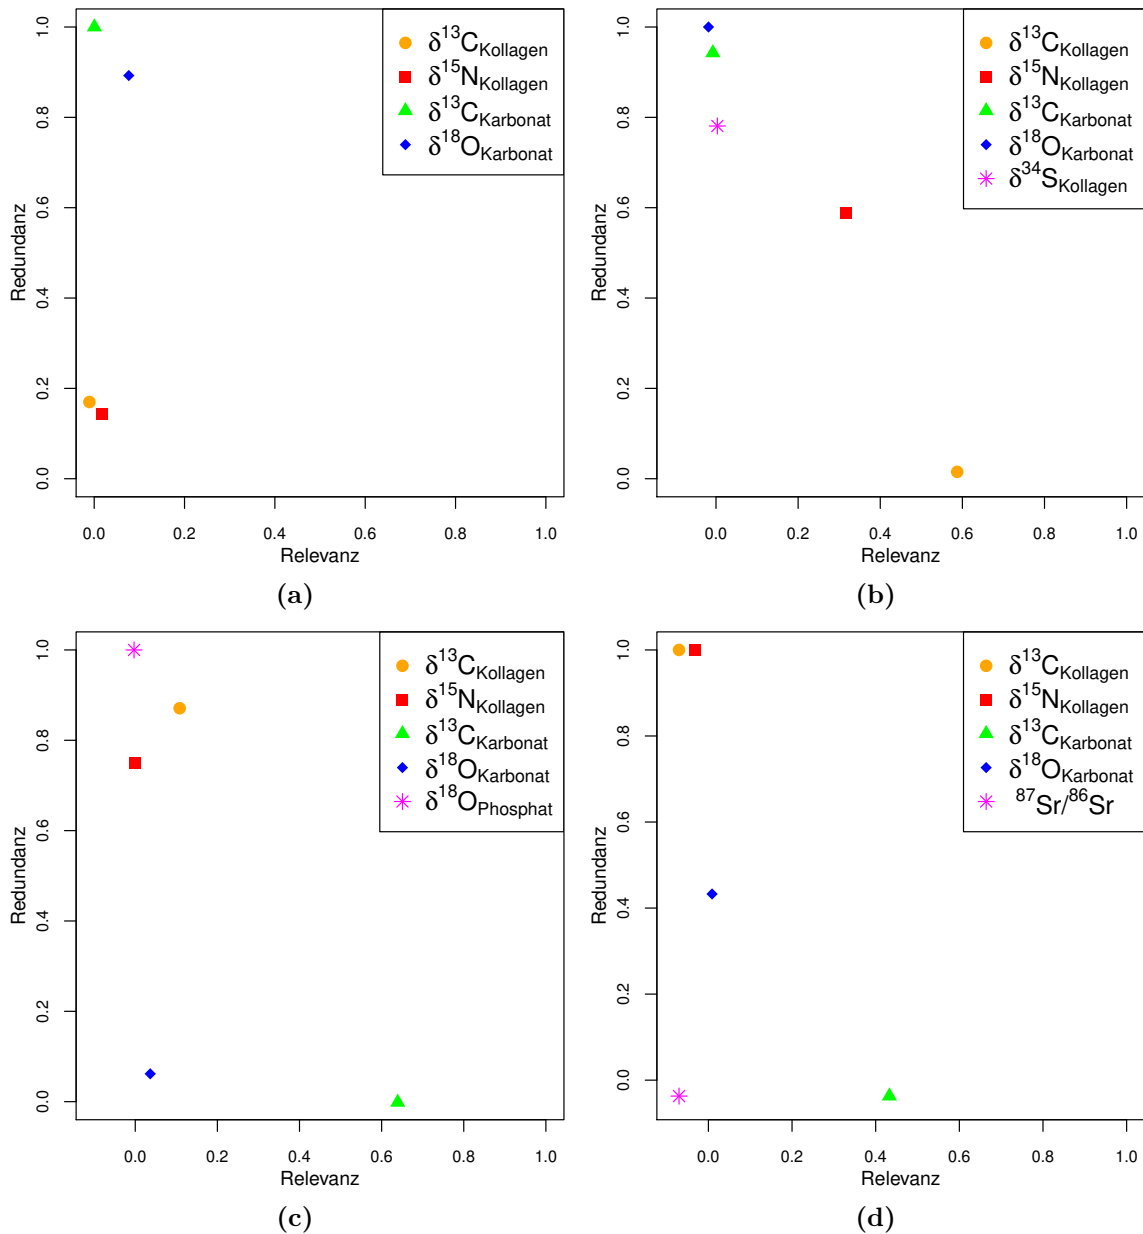 δ13CKollagen
δ15NKollagen
δ13CKarbonat
δ18OKarbonat
0.0 0.2 0.4 0.6 0.8 1.0
Redundanz
0.0 0.2 0.4 0.6 0.8 1.0
Relevanz
(a)
δ13CKollagen
δ15NKollagen
δ13CKarbonat
δ18OKarbonat
δ34SKollagen
0.0 0.2 0.4 0.6 0.8 1.0
Redundanz
0.0 0.2 0.4 0.6 0.8 1.0
Relevanz
(b)
δ13CKollagen
δ15NKollagen
δ13CKarbonat
δ18OKarbonat
δ18OPhosphat
0.0 0.2 0.4 0.6 0.8 1.0
Redundanz
0.0 0.2 0.4 0.6 0.8 1.0
Relevanz
(c)
δ13CKollagen
δ15NKollagen
δ13CKarbonat
δ18OKarbonat
87Sr/86Sr
0.0 0.2 0.4 0.6 0.8 1.0
Redundanz
0.0 0.2 0.4 0.6 0.8 1.0
Relevanz
(d)